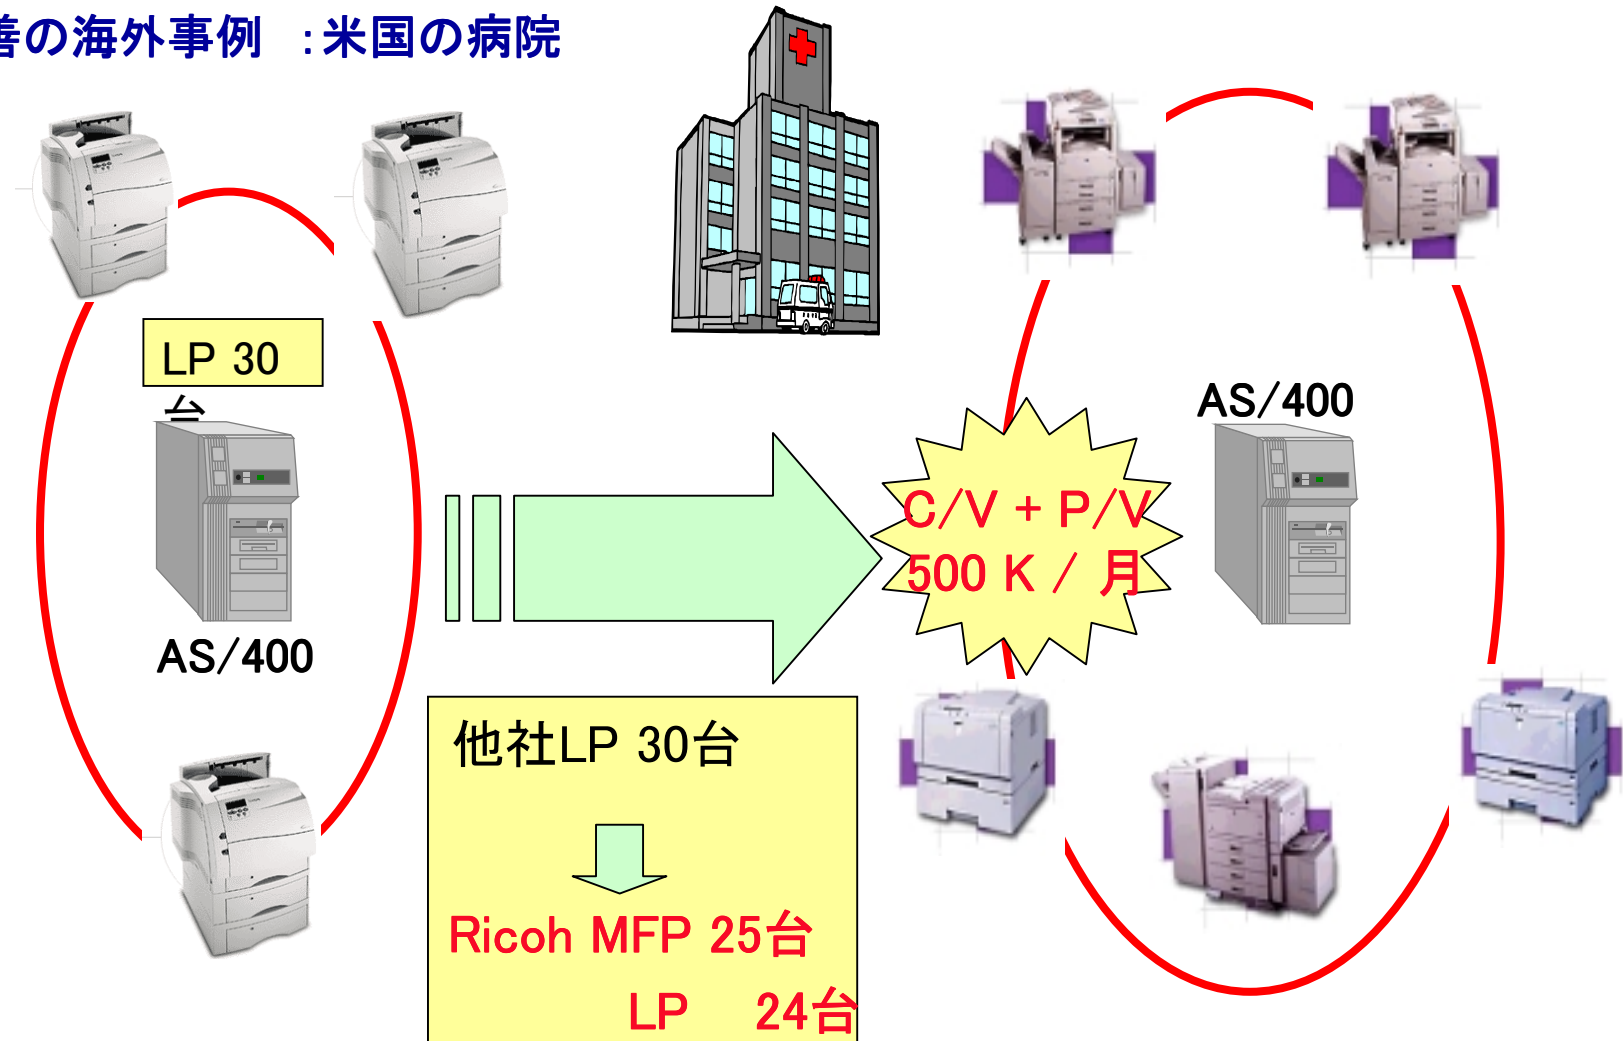 善の海外事例 :米国の病院
LP 30
台
AS/400
AS/400
C/V + P/V
500 K / 月
他社LP 30台
Ricoh MFP 25台
LP 24台